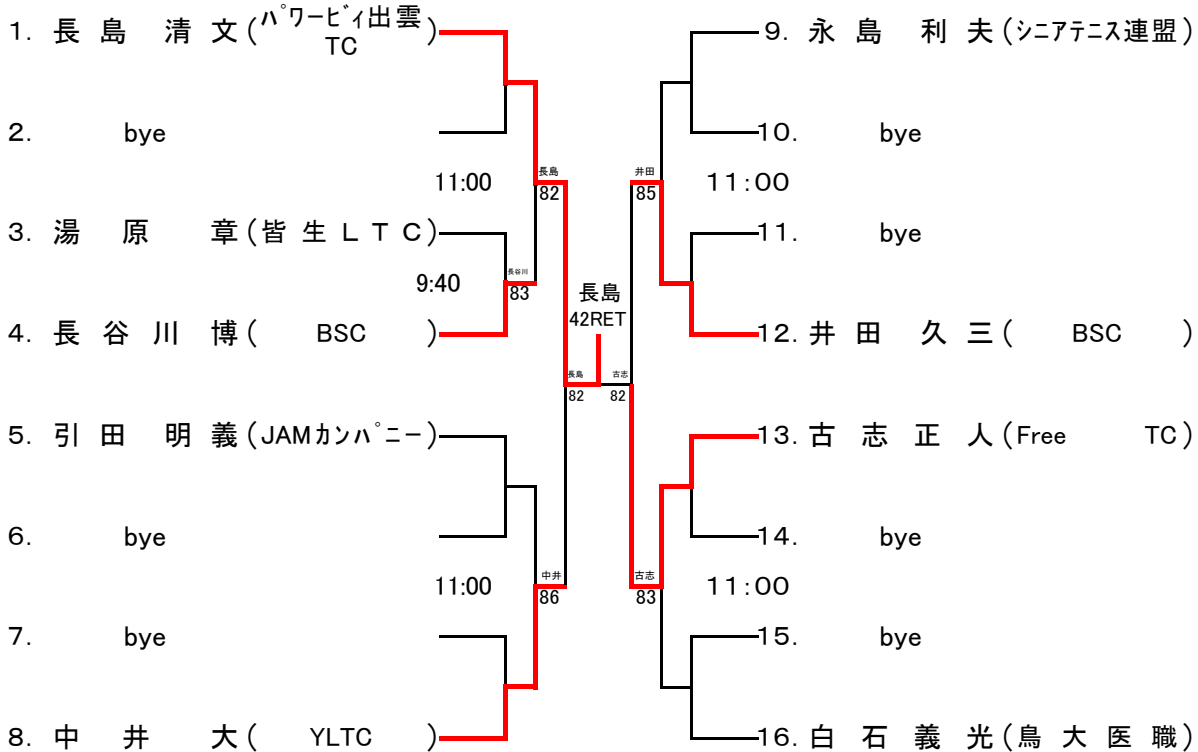 1. 長島 清文(パワービィ出雲TC)
2. bye
11:00
長島
82
3. 湯原 章(皆生LTC)
9:40
長谷川
83
4. 長谷川博( BSC )
長島
42RET
長島
82
古志
82
5. 引田 明義(JAMカンパニー)
6. bye
11:00
中井
86
7. bye
8. 中井 大( YLTC )
9. 永島 利夫(シニアテニス連盟)
10. bye
井田
85
11:00
11. bye
12. 井田 久三( BSC )
13. 古志正人(Free TC)
14. bye
古志
83
11:00
15. bye
16. 白石義光(鳥大医職)